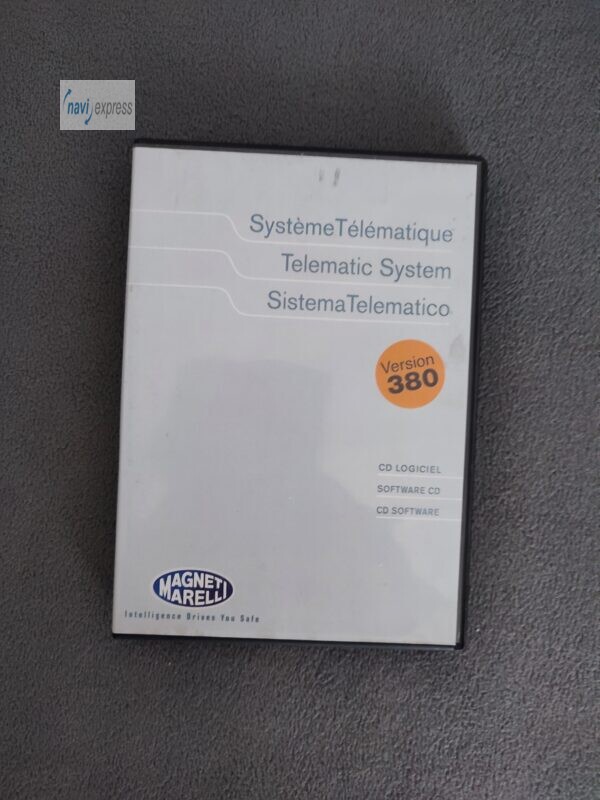 navi express
SystèmeTélématique
Telematic System
SistemaTelematico
Version
380
CD LOGICIEL
SOFTWARE CD
CD SOFTWARE
MAGNETI
MARELLI
Intelligence Drives You Safe